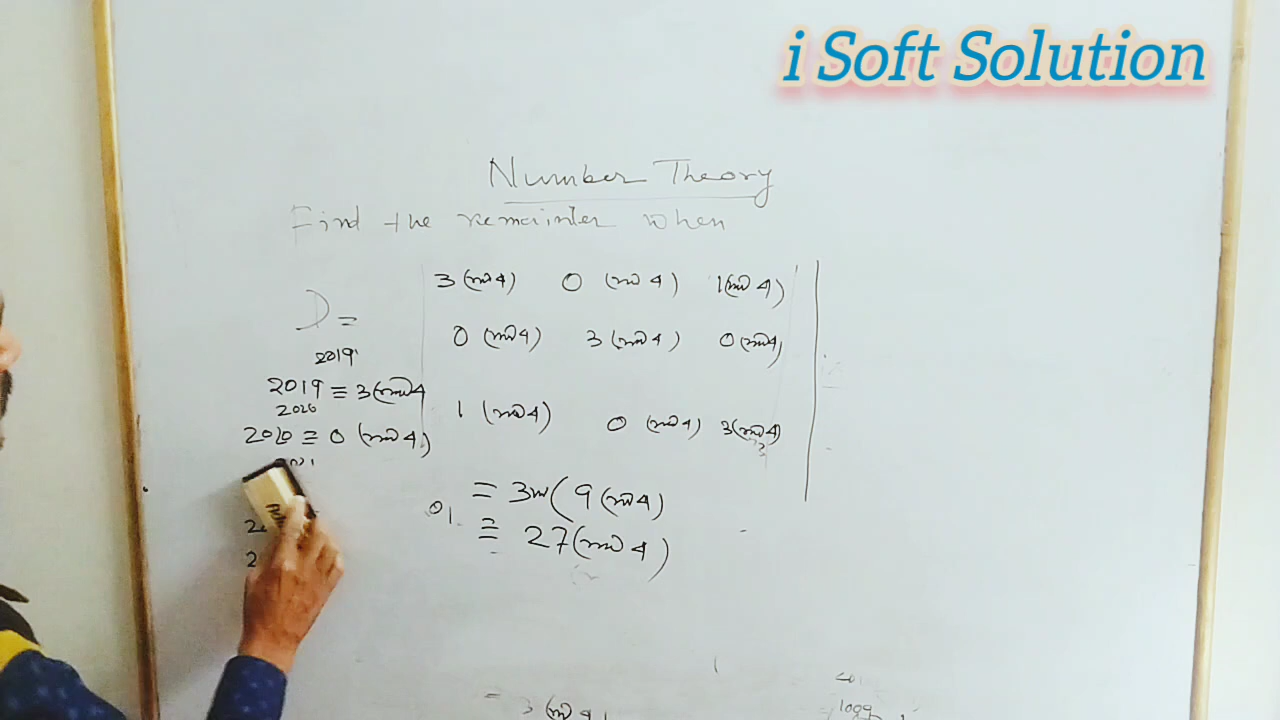 i Soft Solution
Number Theory
Find the remainter when
3 (mod 4) 0 (mod 4) 1 (mod 4)
D =
0 (mod 4) 3 (mod 4) 0 (mod 4)
2019
2019 ≡ 3 (mod 4
2020
1 (mod 4) 0 (mod 4) 3 (mod 4)
2020 ≡ 0 (mod 4)
= 3 (9 (mod 4)
≡ 27 (mod 4)